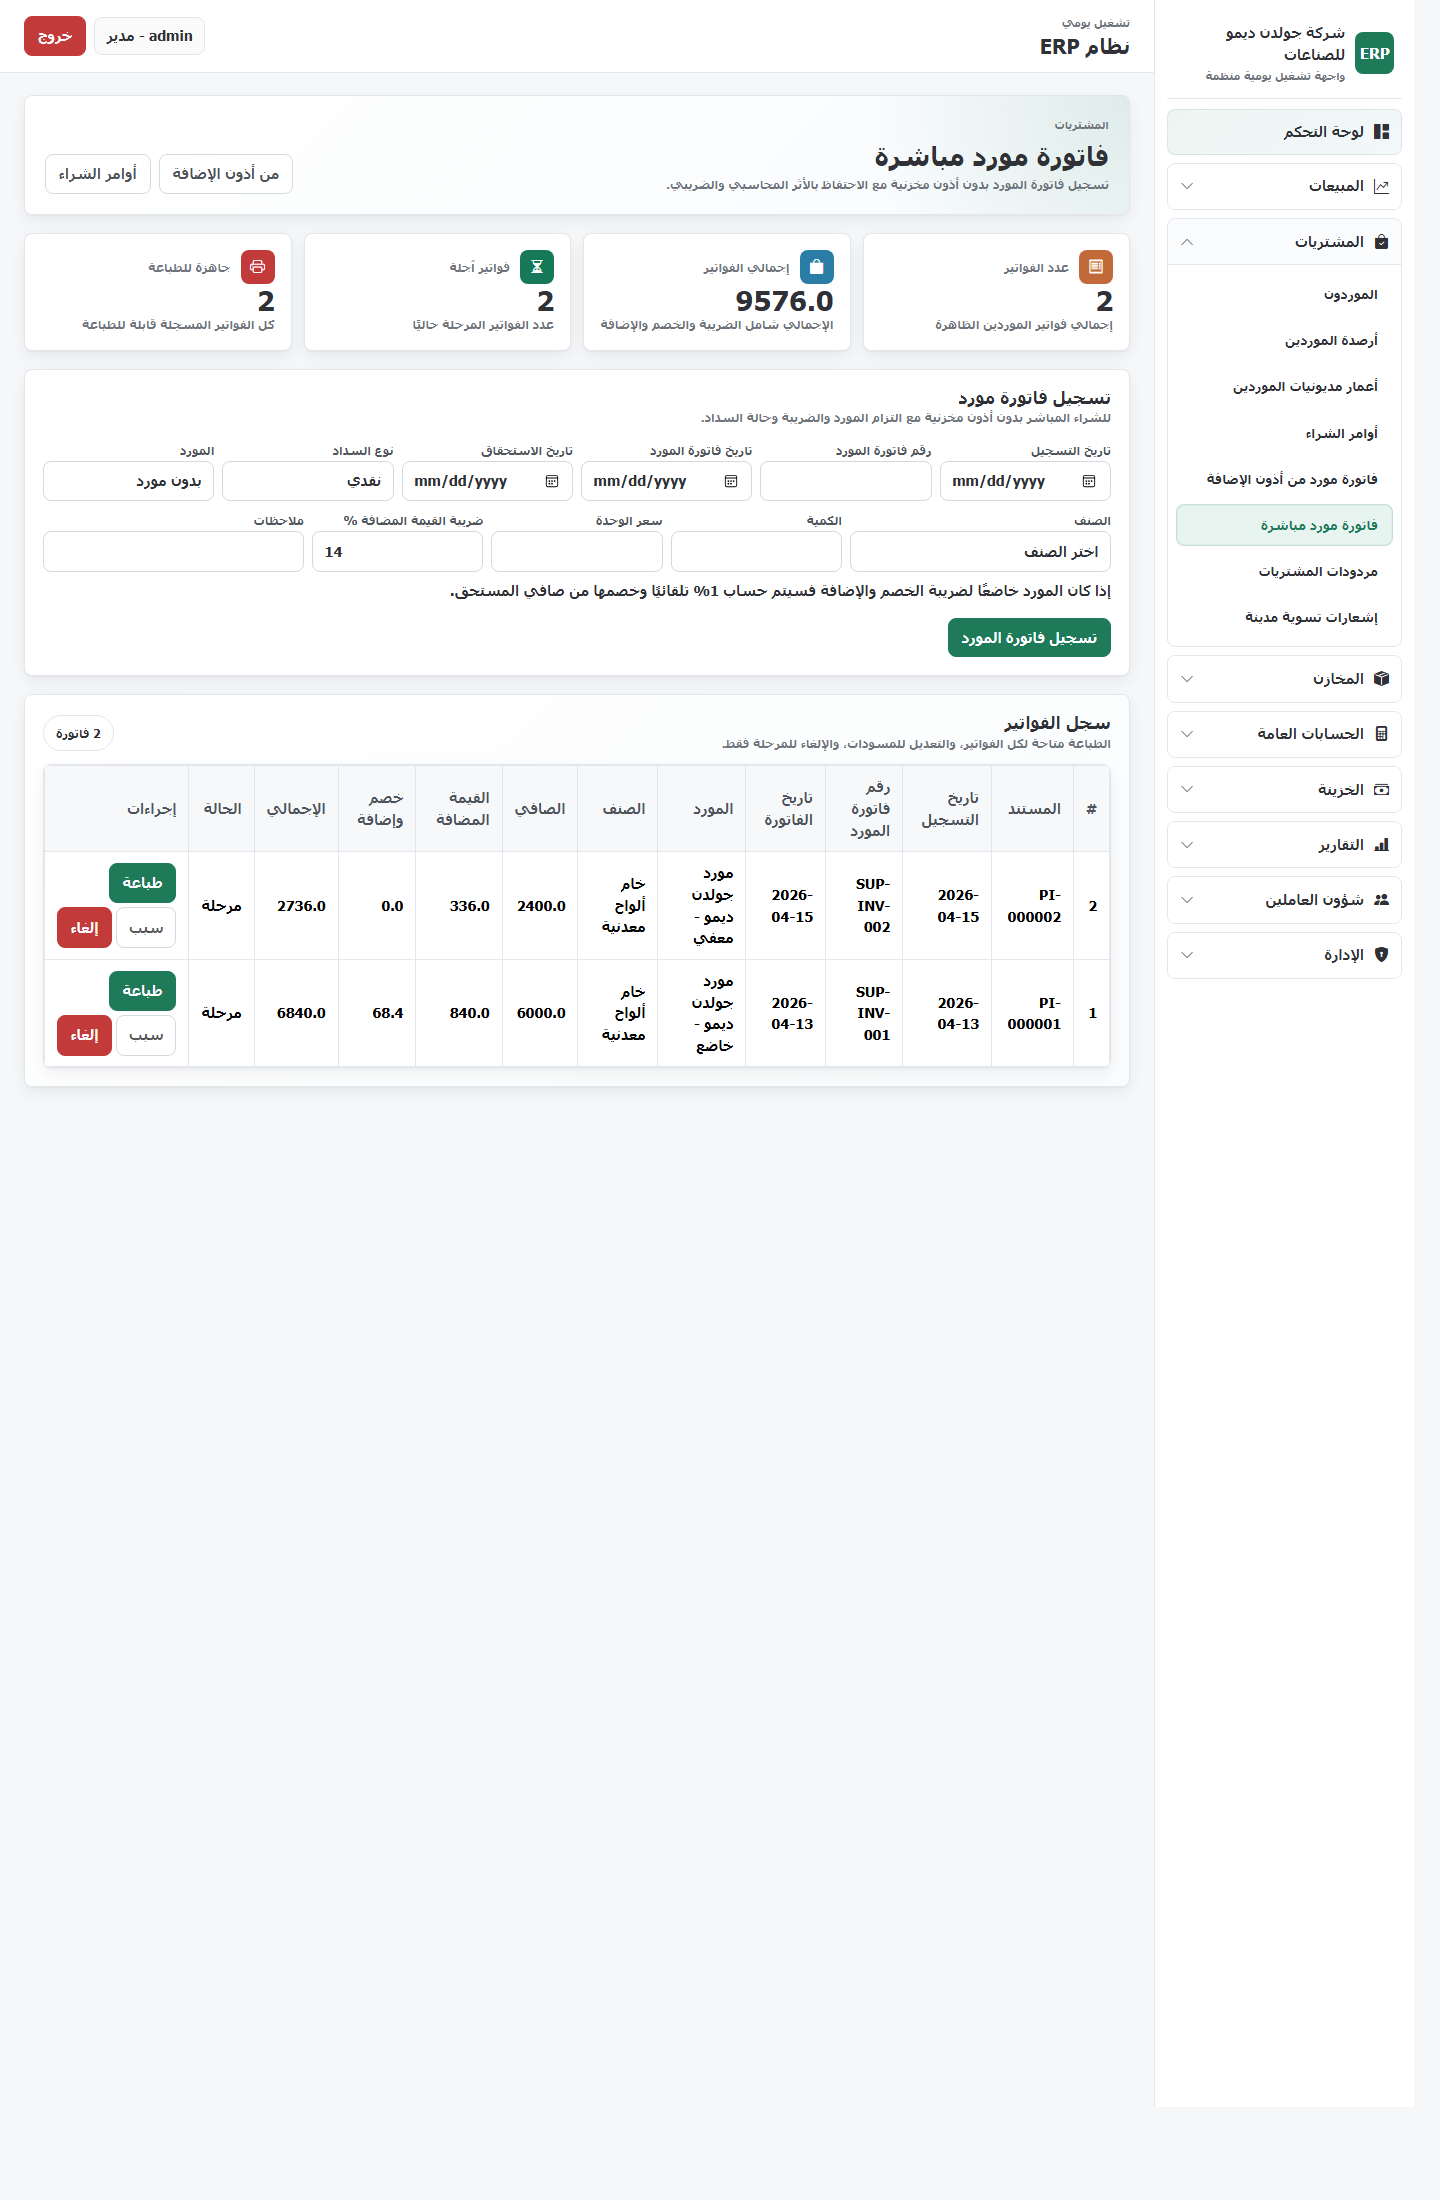 ERP
شركة جولدن ديمو
للصناعات
واجهة تشغيل يومية منظمة
لوحة التحكم
المبيعات
المشتريات
الموردون
أرصدة الموردين
أعمار مديونيات الموردين
أوامر الشراء
فاتورة مورد من أذون الإضافة
فاتورة مورد مباشرة
مردودات المشتريات
إشعارات تسوية مدينة
المخازن
الحسابات العامة
الخزينة
التقارير
شؤون العاملين
الإدارة
تشغيل يومي
نظام ERP
admin - مدير
خروج
المشتريات
فاتورة مورد مباشرة
تسجيل فاتورة المورد بدون أذون مخزنية مع الاحتفاظ بالأثر المحاسبي والضريبي.
من أذون الإضافة
أوامر الشراء
عدد الفواتير
2
إجمالي فواتير الموردين الظاهرة
إجمالي الفواتير
9576.0
الإجمالي شامل الضريبة والخصم والإضافة
فواتير آجلة
2
عدد الفواتير المرحلة حاليًا
جاهزة للطباعة
2
كل الفواتير المسجلة قابلة للطباعة
تسجيل فاتورة مورد
للشراء المباشر بدون أذون مخزنية مع التزام المورد والضريبة وحالة السداد.
تاريخ التسجيل
mm/dd/yyyy
رقم فاتورة المورد
تاريخ فاتورة المورد
mm/dd/yyyy
تاريخ الاستحقاق
mm/dd/yyyy
نوع السداد
نقدي
المورد
بدون مورد
الصنف
اختر الصنف
الكمية
سعر الوحدة
ضريبة القيمة المضافة %
14
ملاحظات
إذا كان المورد خاضعًا لضريبة الخصم والإضافة فسيتم حساب 1% تلقائيًا وخصمها من صافي المستحق.
تسجيل فاتورة المورد
سجل الفواتير
الطباعة متاحة لكل الفواتير، والتعديل للمسودات، والإلغاء للمرحلة فقط.
2 فاتورة
# المستند تاريخ التسجيل رقم فاتورة المورد تاريخ الفاتورة المورد الصنف الصافي القيمة المضافة خصم وإضافة الإجمالي الحالة إجراءات
2 PI-000002 2026-04-15 SUP-INV-002 2026-04-15 مورد جولدن ديمو - معفي خام ألواح معدنية 2400.0 336.0 0.0 2736.0 مرحلة طباعة سبب إلغاء
1 PI-000001 2026-04-13 SUP-INV-001 2026-04-13 مورد جولدن ديمو - خاضع خام ألواح معدنية 6000.0 840.0 68.4 6840.0 مرحلة طباعة سبب إلغاء